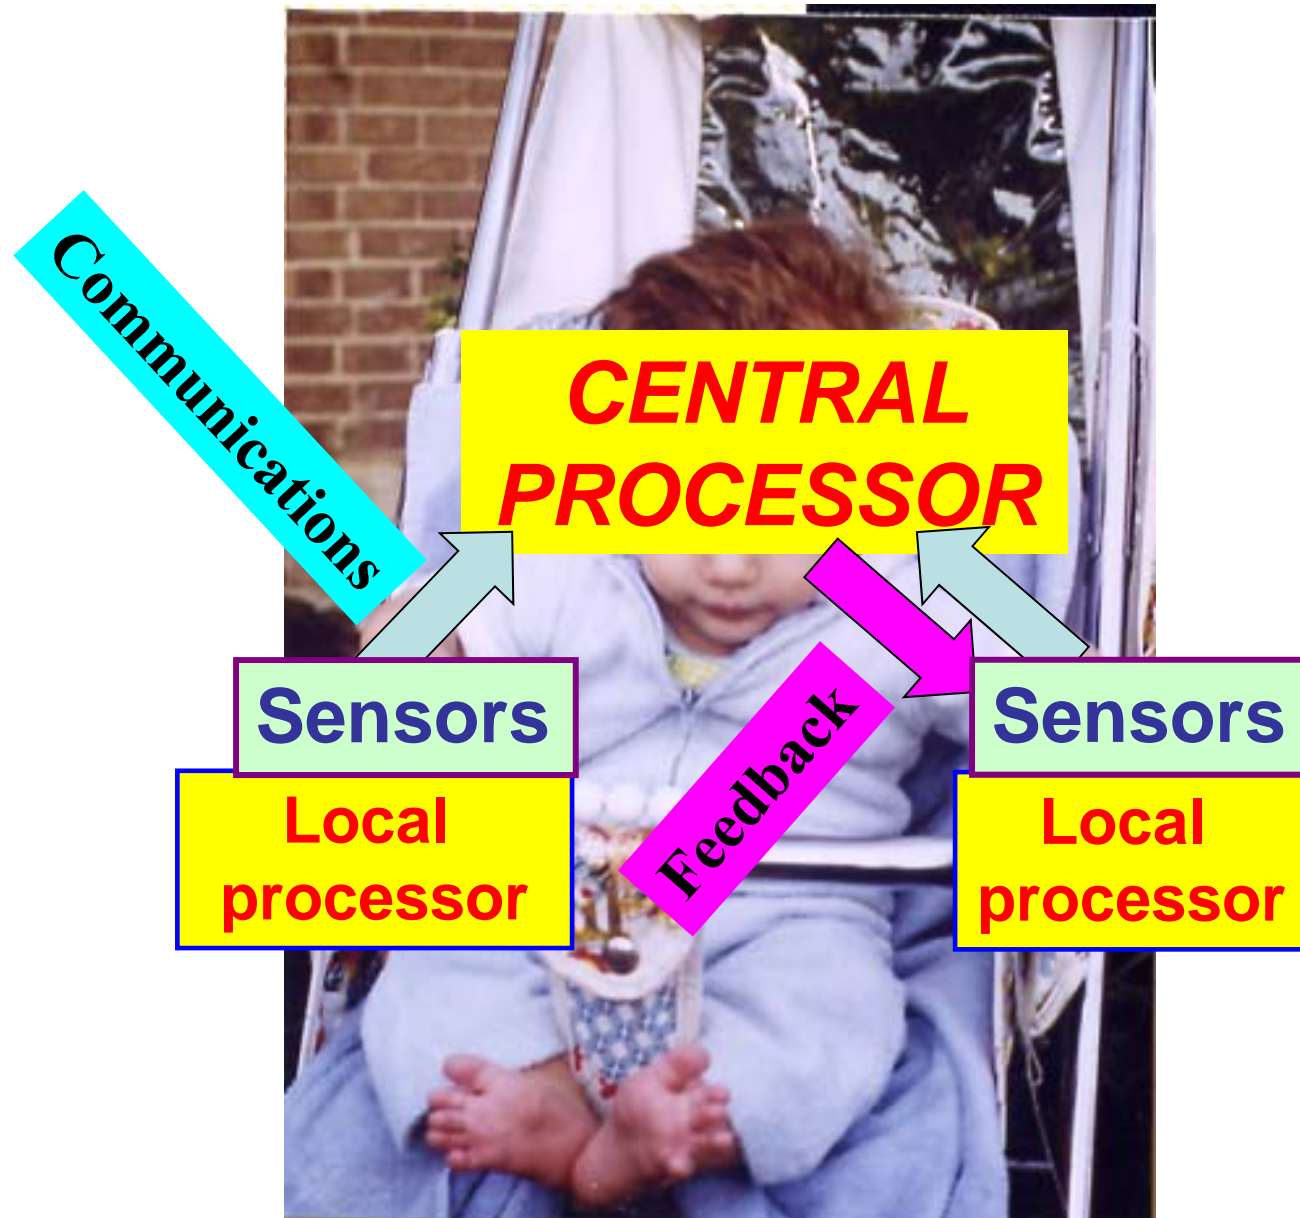 Communications
CENTRAL
PROCESSOR
Sensors
Sensors
Feedback
Local
processor
Local
processor